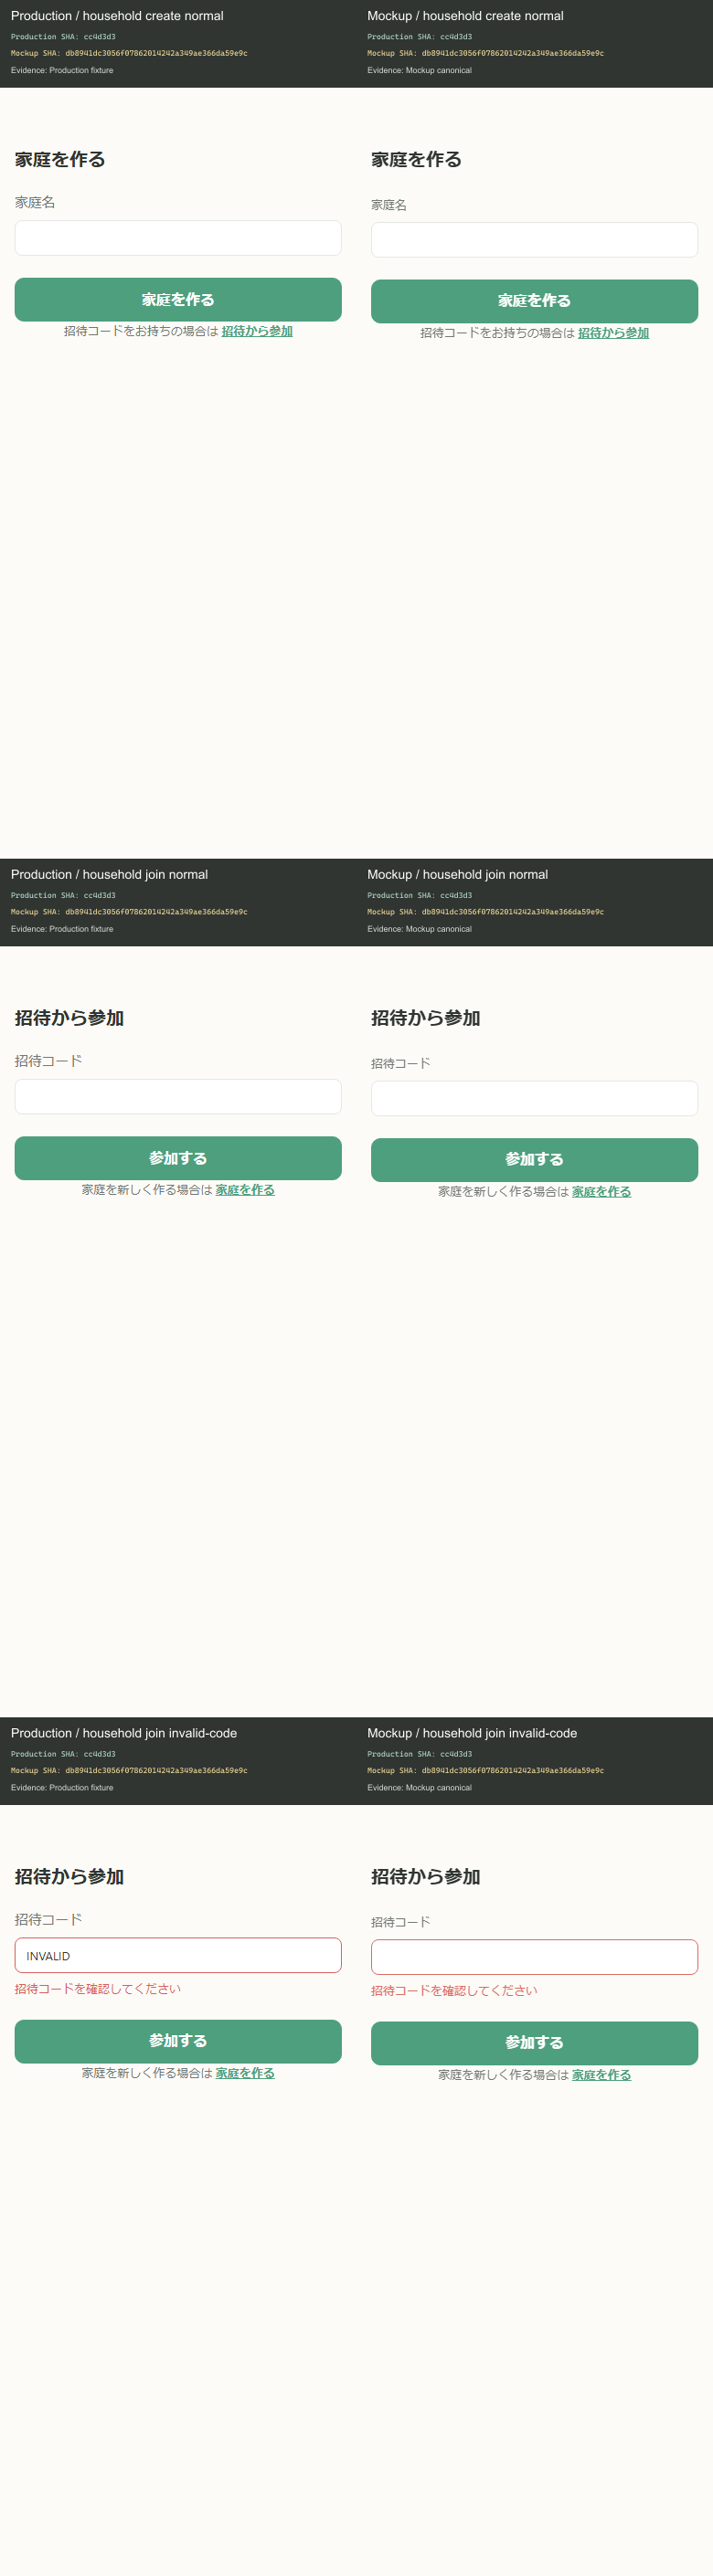 Production / household create normal
Production SHA: cc4d3d3
Mockup SHA: db8941dc3056f07862014242a349ae366da59e9c
Evidence: Production fixture
家庭を作る
家庭名
家庭を作る
招待コードをお持ちの場合は 招待から参加
Mockup / household create normal
Production SHA: cc4d3d3
Mockup SHA: db8941dc3056f07862014242a349ae366da59e9c
Evidence: Mockup canonical
家庭を作る
家庭名
家庭を作る
招待コードをお持ちの場合は 招待から参加
Production / household join normal
Production SHA: cc4d3d3
Mockup SHA: db8941dc3056f07862014242a349ae366da59e9c
Evidence: Production fixture
招待から参加
招待コード
参加する
家庭を新しく作る場合は 家庭を作る
Mockup / household join normal
Production SHA: cc4d3d3
Mockup SHA: db8941dc3056f07862014242a349ae366da59e9c
Evidence: Mockup canonical
招待から参加
招待コード
参加する
家庭を新しく作る場合は 家庭を作る
Production / household join invalid-code
Production SHA: cc4d3d3
Mockup SHA: db8941dc3056f07862014242a349ae366da59e9c
Evidence: Production fixture
招待から参加
招待コード
INVALID
招待コードを確認してください
参加する
家庭を新しく作る場合は 家庭を作る
Mockup / household join invalid-code
Production SHA: cc4d3d3
Mockup SHA: db8941dc3056f07862014242a349ae366da59e9c
Evidence: Mockup canonical
招待から参加
招待コード
招待コードを確認してください
参加する
家庭を新しく作る場合は 家庭を作る